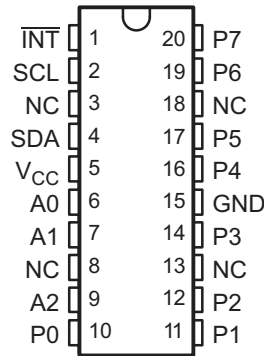 I̅N̅T̅ 1 20 P7
SCL 2 19 P6
NC 3 18 NC
SDA 4 17 P5
VCC 5 16 P4
A0 6 15 GND
A1 7 14 P3
NC 8 13 NC
A2 9 12 P2
P0 10 11 P1